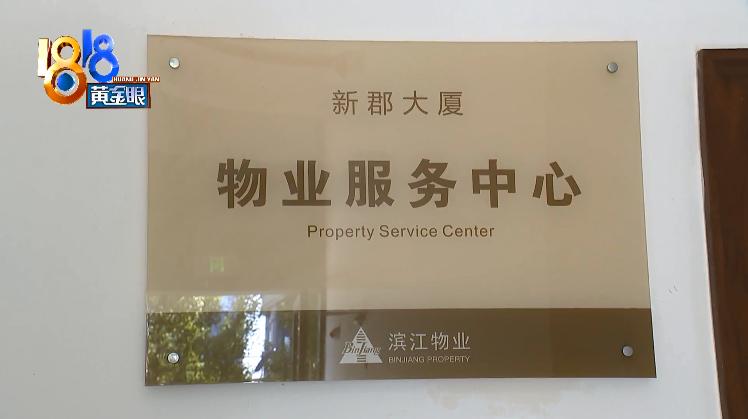 1818
HUANG JIN YAN
黄金眼
新郡大厦
物业服务中心
Property Service Center
BinJiang
滨江物业
BINJIANG PROPERTY